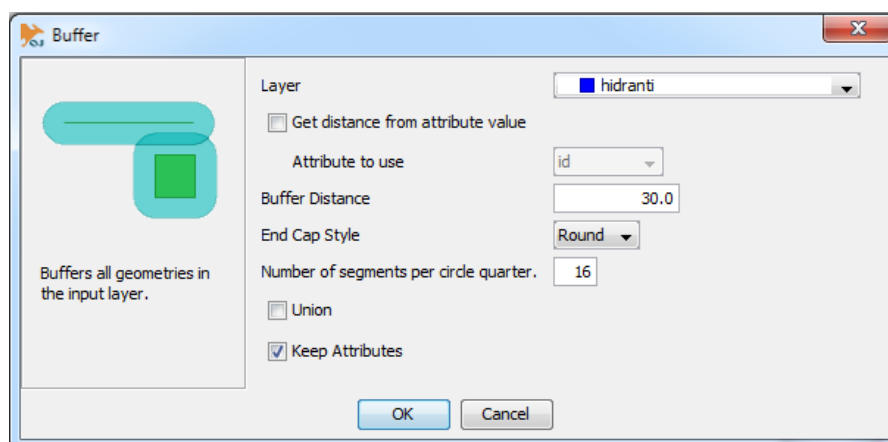 Buffer
Layer
hidranti
Get distance from attribute value
Attribute to use
id
Buffer Distance
30.0
End Cap Style
Round
Number of segments per circle quarter.
16
Union
Keep Attributes
Buffers all geometries in
the input layer.
OK
Cancel